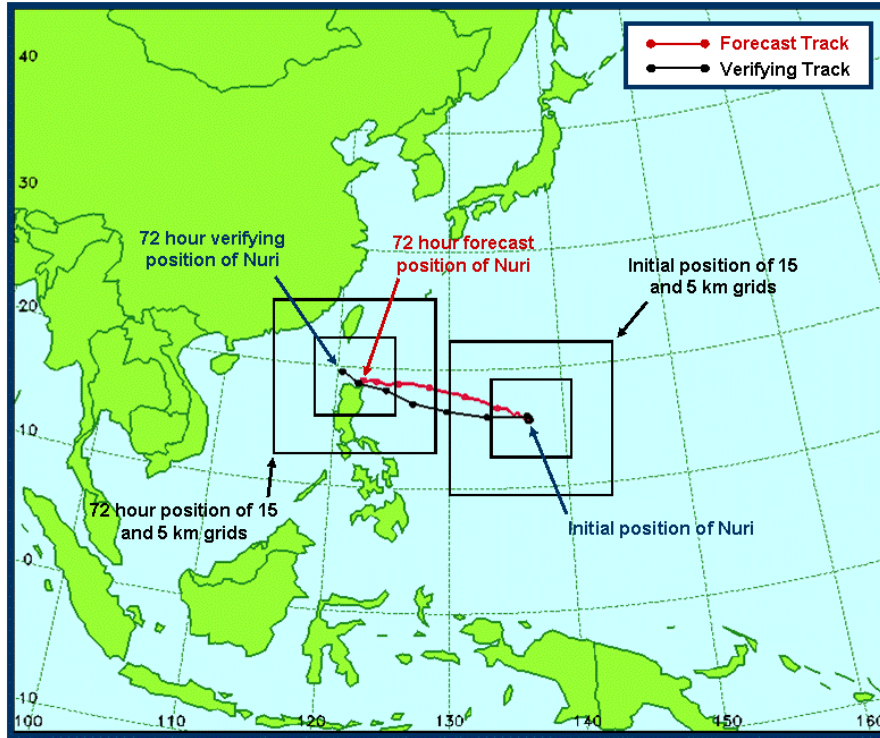 40
Forecast Track
Verifying Track
30
72 hour verifying
position of Nuri
72 hour forecast
position of Nuri
Initial position of 15
and 5 km grids
-20
-10
72 hour position of 15
and 5 km grids
Initial position of Nuri
-0
-10
100 110 120 130 140 150 160